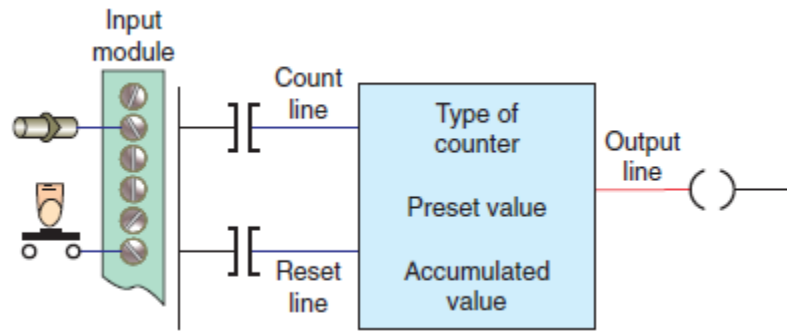 Input
module
Count
line
Type of
counter
Output
line
Preset value
Reset
line
Accumulated
value